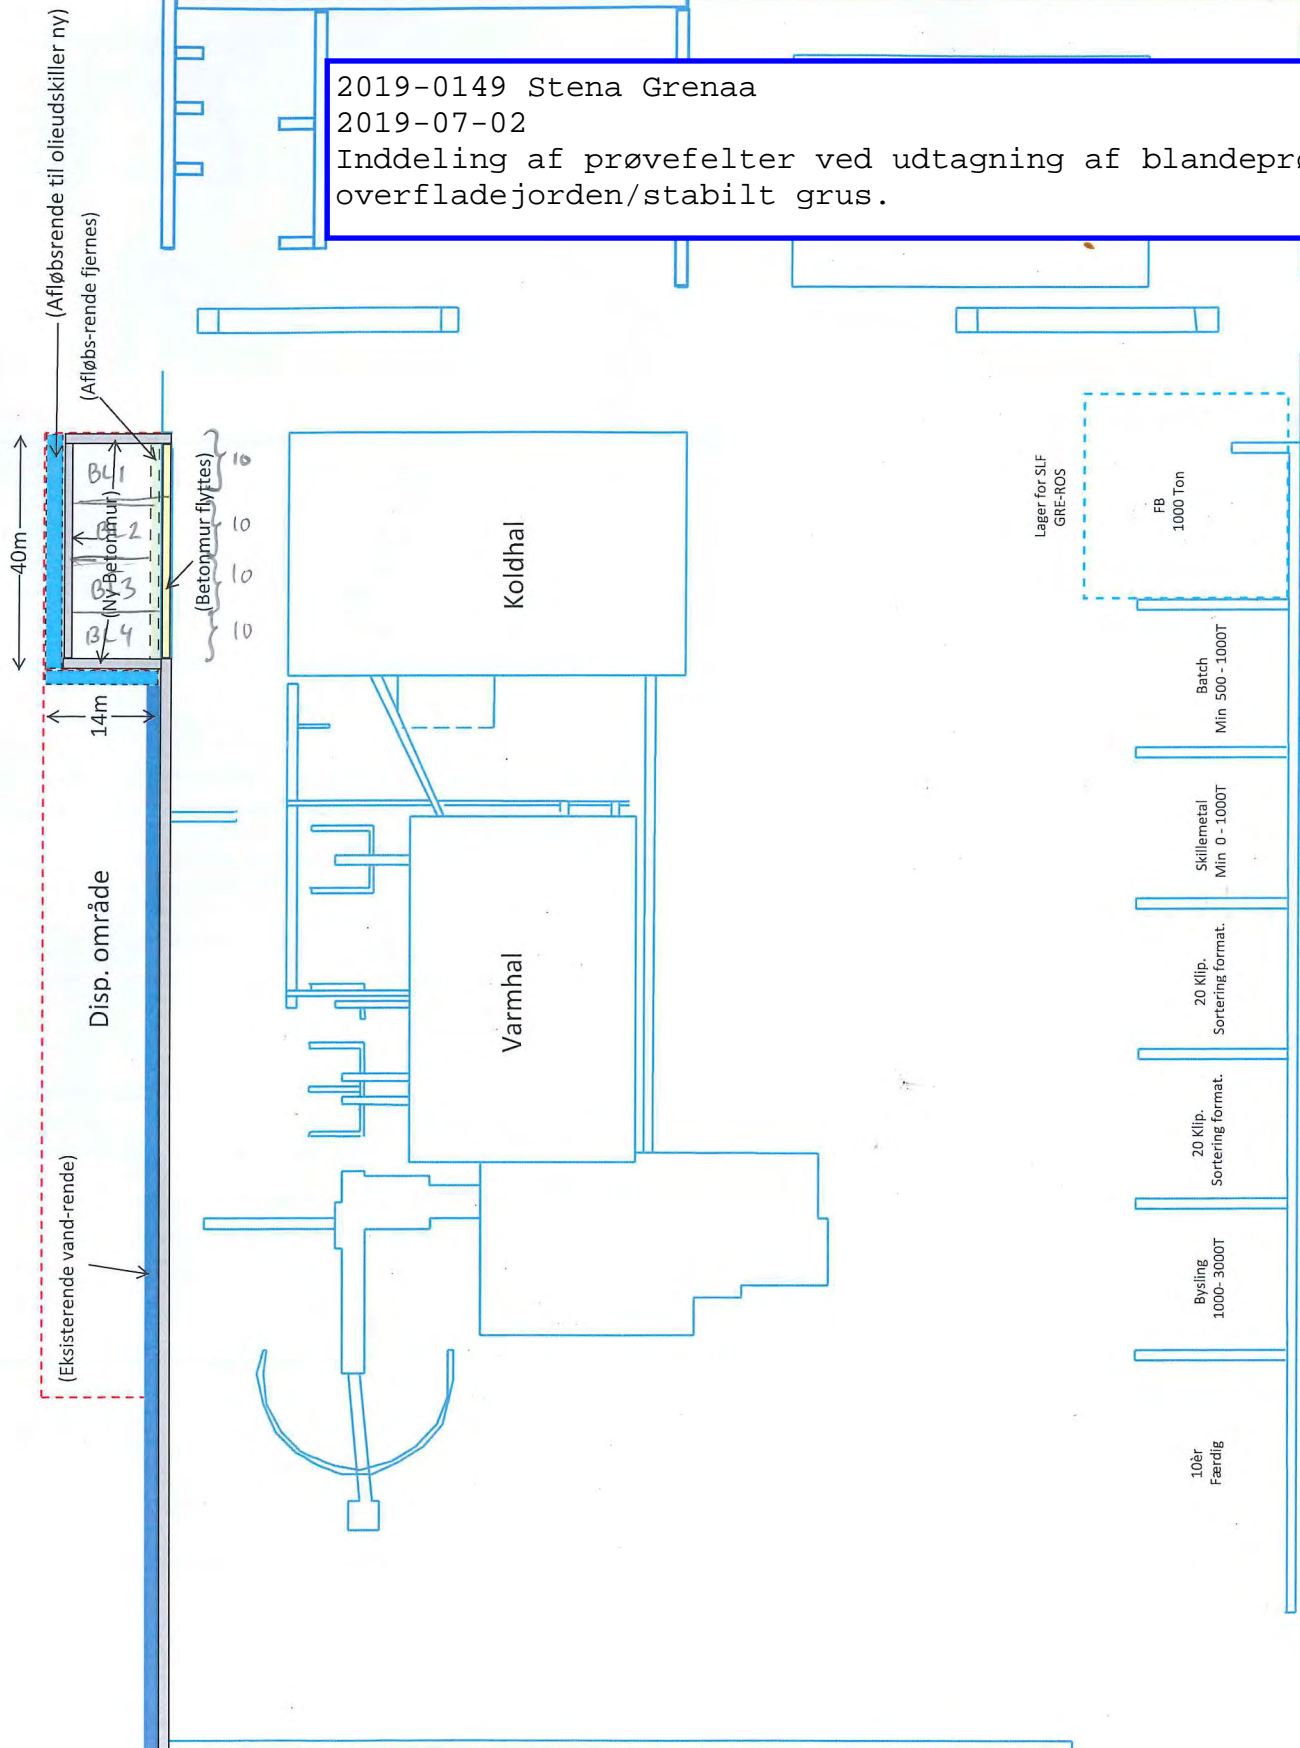 2019-0149 Stena Grenaa
2019-07-02
Inddeling af prøvefelter ved udtagning af blandeprø
overfladejorden/stabilt grus.
(Afløbsrende til olieudskiller ny)
(Afløbs-rende fjernes)
40m
BL1
BL2
BL3
BL4
(Ny Betonmur)
(Betonmur flyttes)
10
10
10
10
14m
Disp. område
(Eksisterende vand-rende)
Koldhal
Varmhal
Lager for SLF
GRE-ROS
FB
1000 Ton
Batch
Min 500 - 1000T
Skillemetal
Min 0 - 1000T
20 Klip.
Sortering format.
20 Klip.
Sortering format.
Bysling
1000- 3000T
10èr
Færdig